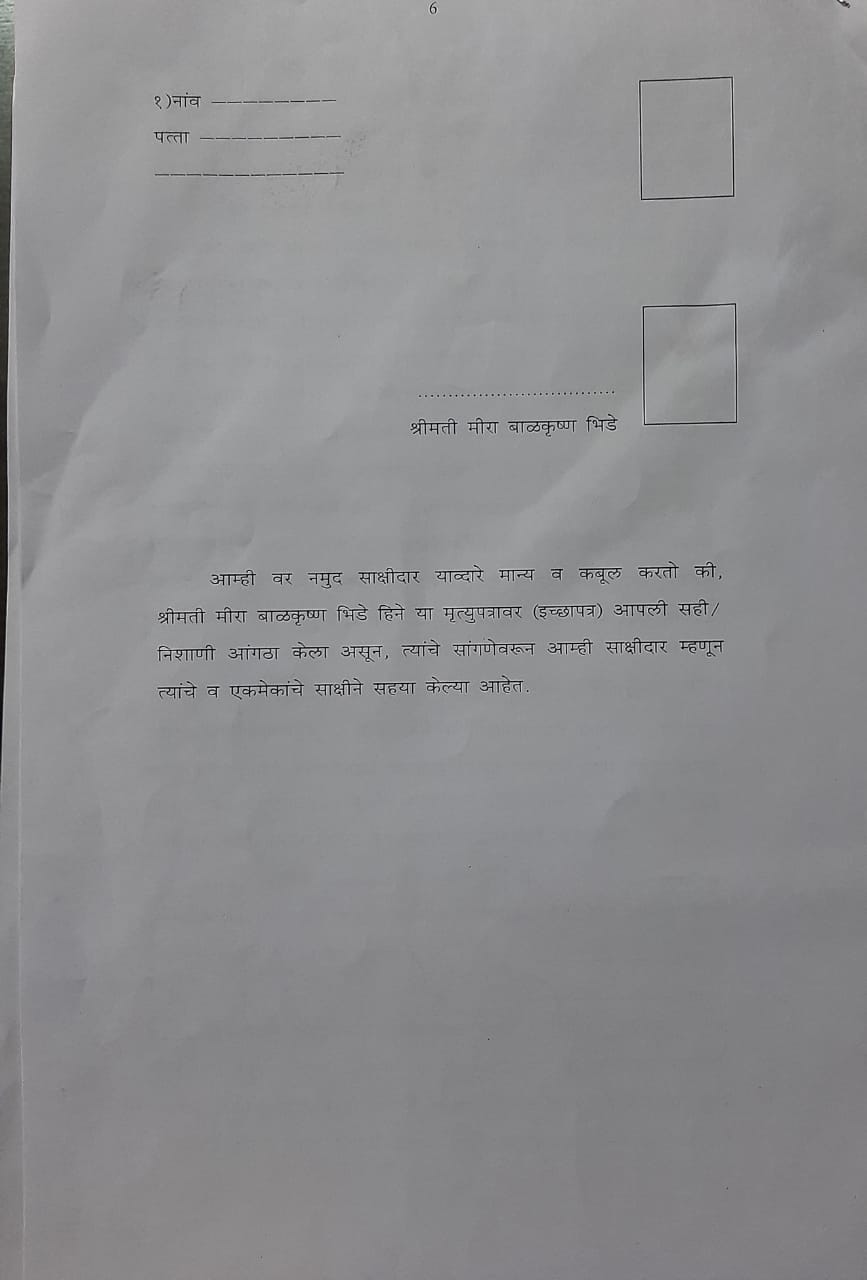 6
१)नांव ————————
पत्ता —————————
————————————
.................................
श्रीमती मीरा बाळकृष्ण भिडे
आम्ही वर नमुद साक्षीदार याव्दारे मान्य व कबूल करतो की,
श्रीमती मीरा बाळकृष्ण भिडे हिने या मृत्युपत्रावर (इच्छापत्र) आपली सही/
निशाणी आंगठा केला असून, त्यांचे सांगणेवरून आम्ही साक्षीदार म्हणून
त्यांचे व एकमेकांचे साक्षीने सहया केल्या आहेत.